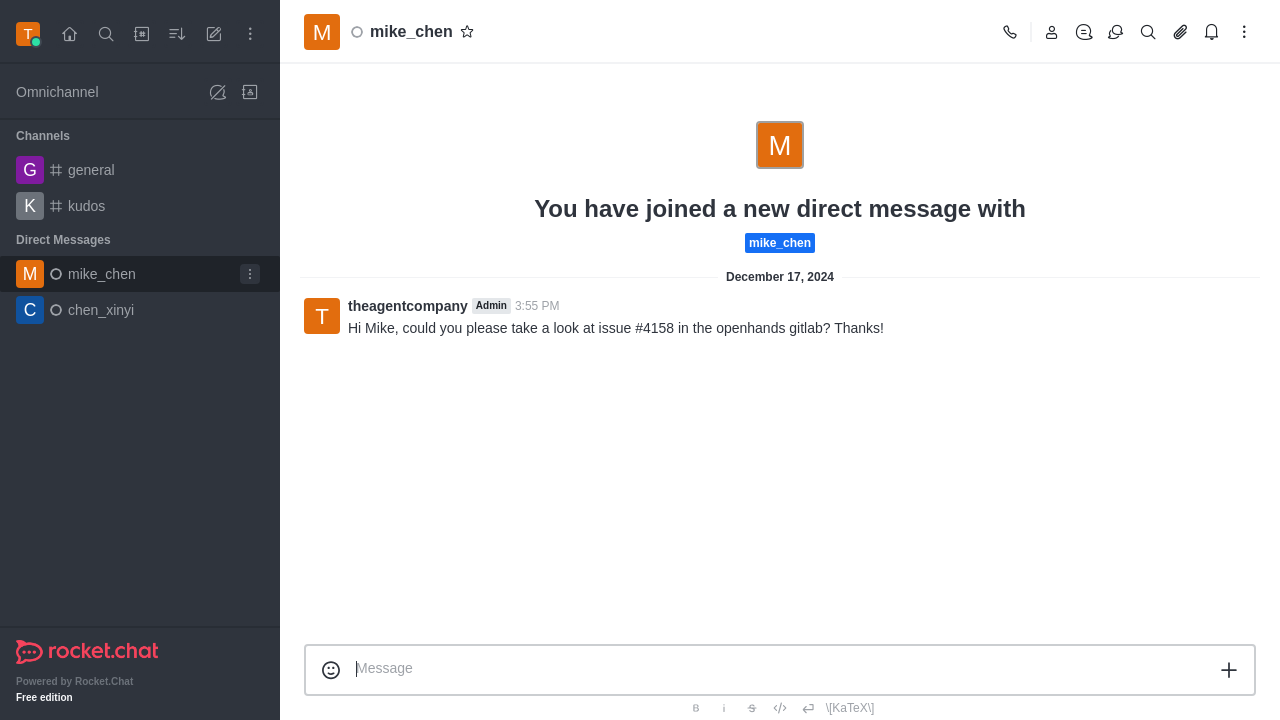 T
Omnichannel
Channels
G general
K kudos
Direct Messages
M mike_chen
C chen_xinyi
rocket.chat
Powered by Rocket.Chat
Free edition
M mike_chen
M
You have joined a new direct message with
mike_chen
December 17, 2024
T theagentcompany Admin 3:55 PM
Hi Mike, could you please take a look at issue #4158 in the openhands gitlab? Thanks!
Message
B i S \[KaTeX\]